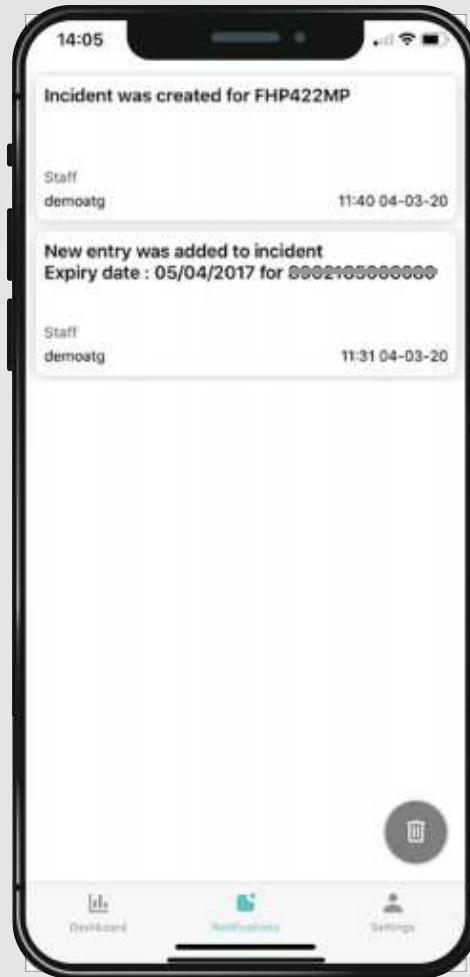 14:05
Incident was created for FHP422MP
Staff
demoatg 11:40 04-03-20
New entry was added to incident
Expiry date : 05/04/2017 for
Staff
demoatg 11:31 04-03-20
Dashboard Notifications Settings